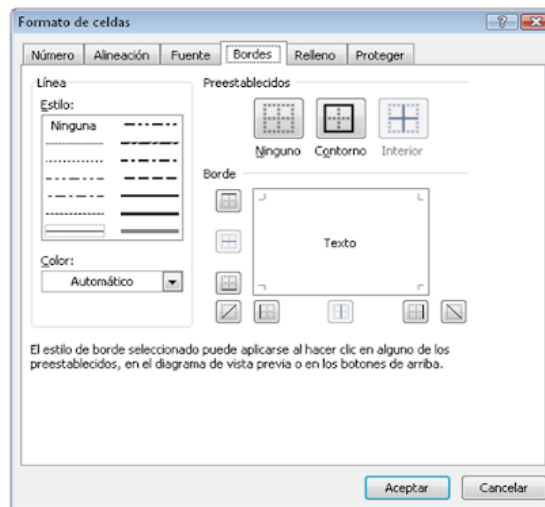 Formato de celdas
Número Alineación Fuente Bordes Relleno Proteger
Línea
Estilo:
Ninguna
Color:
Automático
Preestablecidos
Ninguno Contorno Interior
Borde
Texto
El estilo de borde seleccionado puede aplicarse al hacer clic en alguno de los
preestablecidos, en el diagrama de vista previa o en los botones de arriba.
Aceptar Cancelar